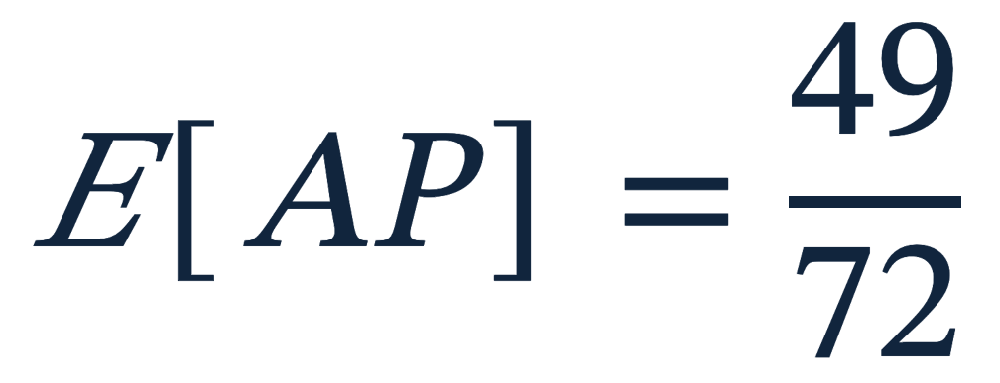 E[AP] = 49/72